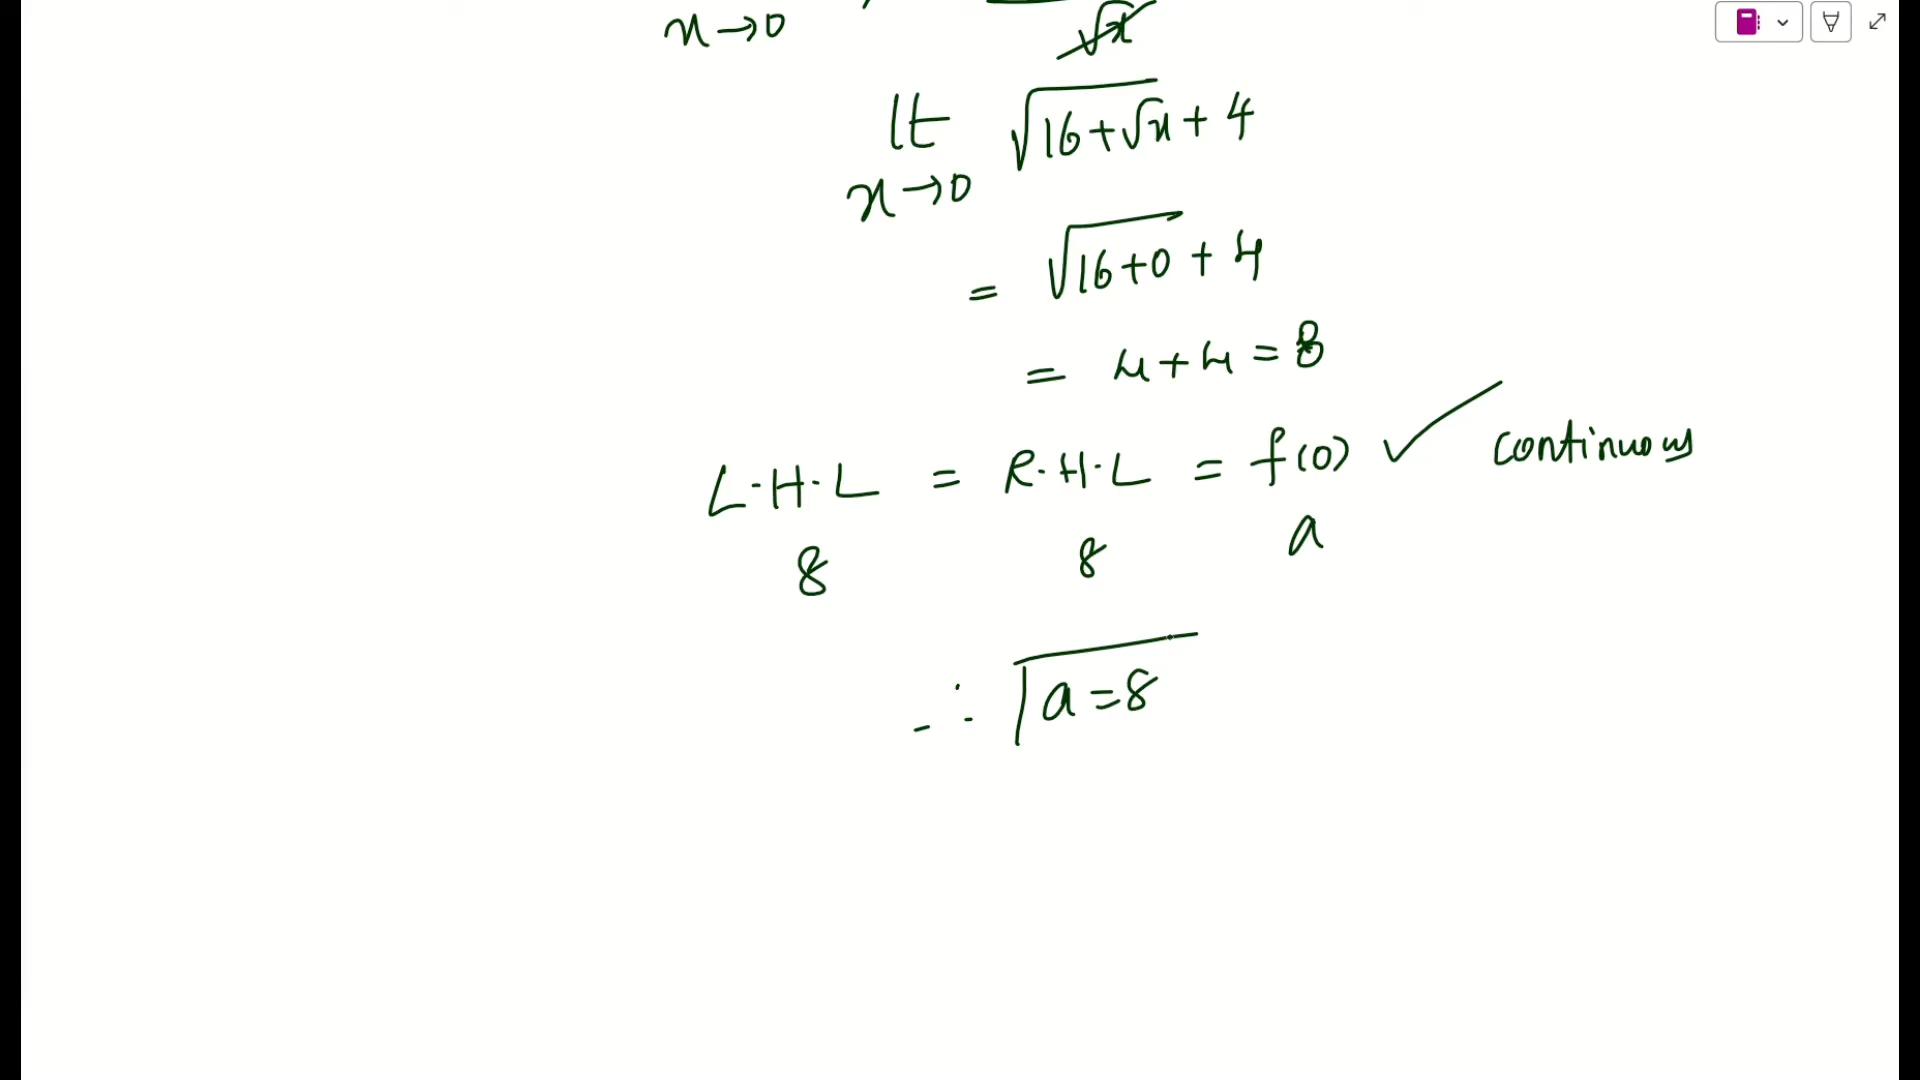 x→0 √x
lt √(16+√x) + 4
x→0
= √(16+0) + 4
= 4+4 = 8
L.H.L = R.H.L = f(0) ✓ continuous
8 8 a
∴ a=8